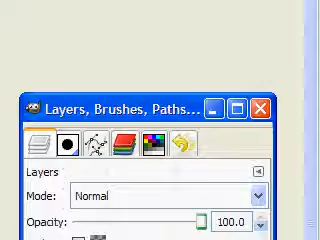 Layers, Brushes, Paths...
Layers
Mode: Normal
Opacity: 100.0